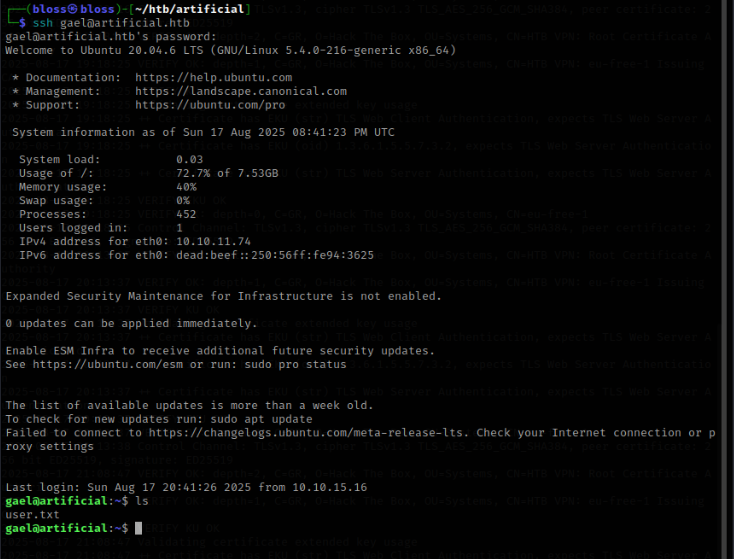 ┌──(bloss㉿bloss)-[~/htb/artificial]
└─$ ssh gael@artificial.htb
gael@artificial.htb's password:
Welcome to Ubuntu 20.04.6 LTS (GNU/Linux 5.4.0-216-generic x86_64)
* Documentation:  https://help.ubuntu.com
* Management:     https://landscape.canonical.com
* Support:        https://ubuntu.com/pro
System information as of Sun 17 Aug 2025 08:41:23 PM UTC
System load:           0.03
Usage of /:            72.7% of 7.53GB
Memory usage:          40%
Swap usage:            0%
Processes:             452
Users logged in:       1
IPv4 address for eth0: 10.10.11.74
IPv6 address for eth0: dead:beef::250:56ff:fe94:3625
Expanded Security Maintenance for Infrastructure is not enabled.
0 updates can be applied immediately.
Enable ESM Infra to receive additional future security updates.
See https://ubuntu.com/esm or run: sudo pro status
The list of available updates is more than a week old.
To check for new updates run: sudo apt update
Failed to connect to https://changelogs.ubuntu.com/meta-release-lts. Check your Internet connection or p
roxy settings
Last login: Sun Aug 17 20:41:26 2025 from 10.10.15.16
gael@artificial:~$ ls
user.txt
gael@artificial:~$